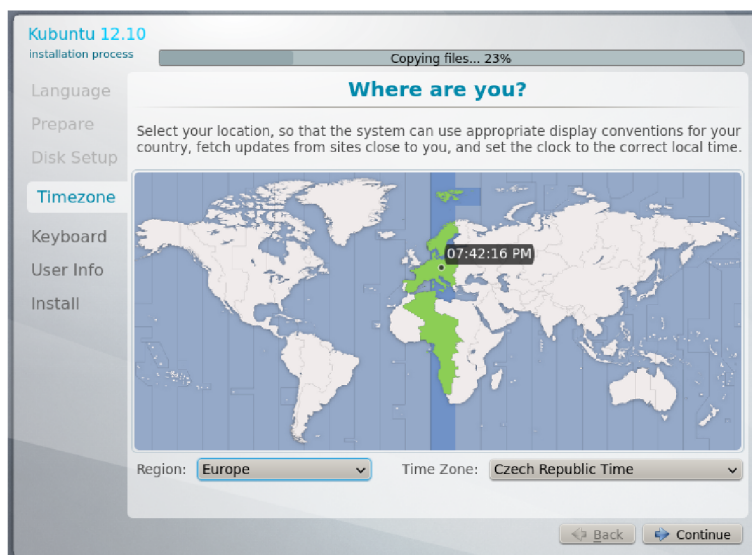 Kubuntu 12.10
installation process
Copying files... 23%
Language
Prepare
Disk Setup
Timezone
Keyboard
User Info
Install
Where are you?
Select your location, so that the system can use appropriate display conventions for your
country, fetch updates from sites close to you, and set the clock to the correct local time.
07:42:16 PM
Region: Europe Time Zone: Czech Republic Time
Back Continue